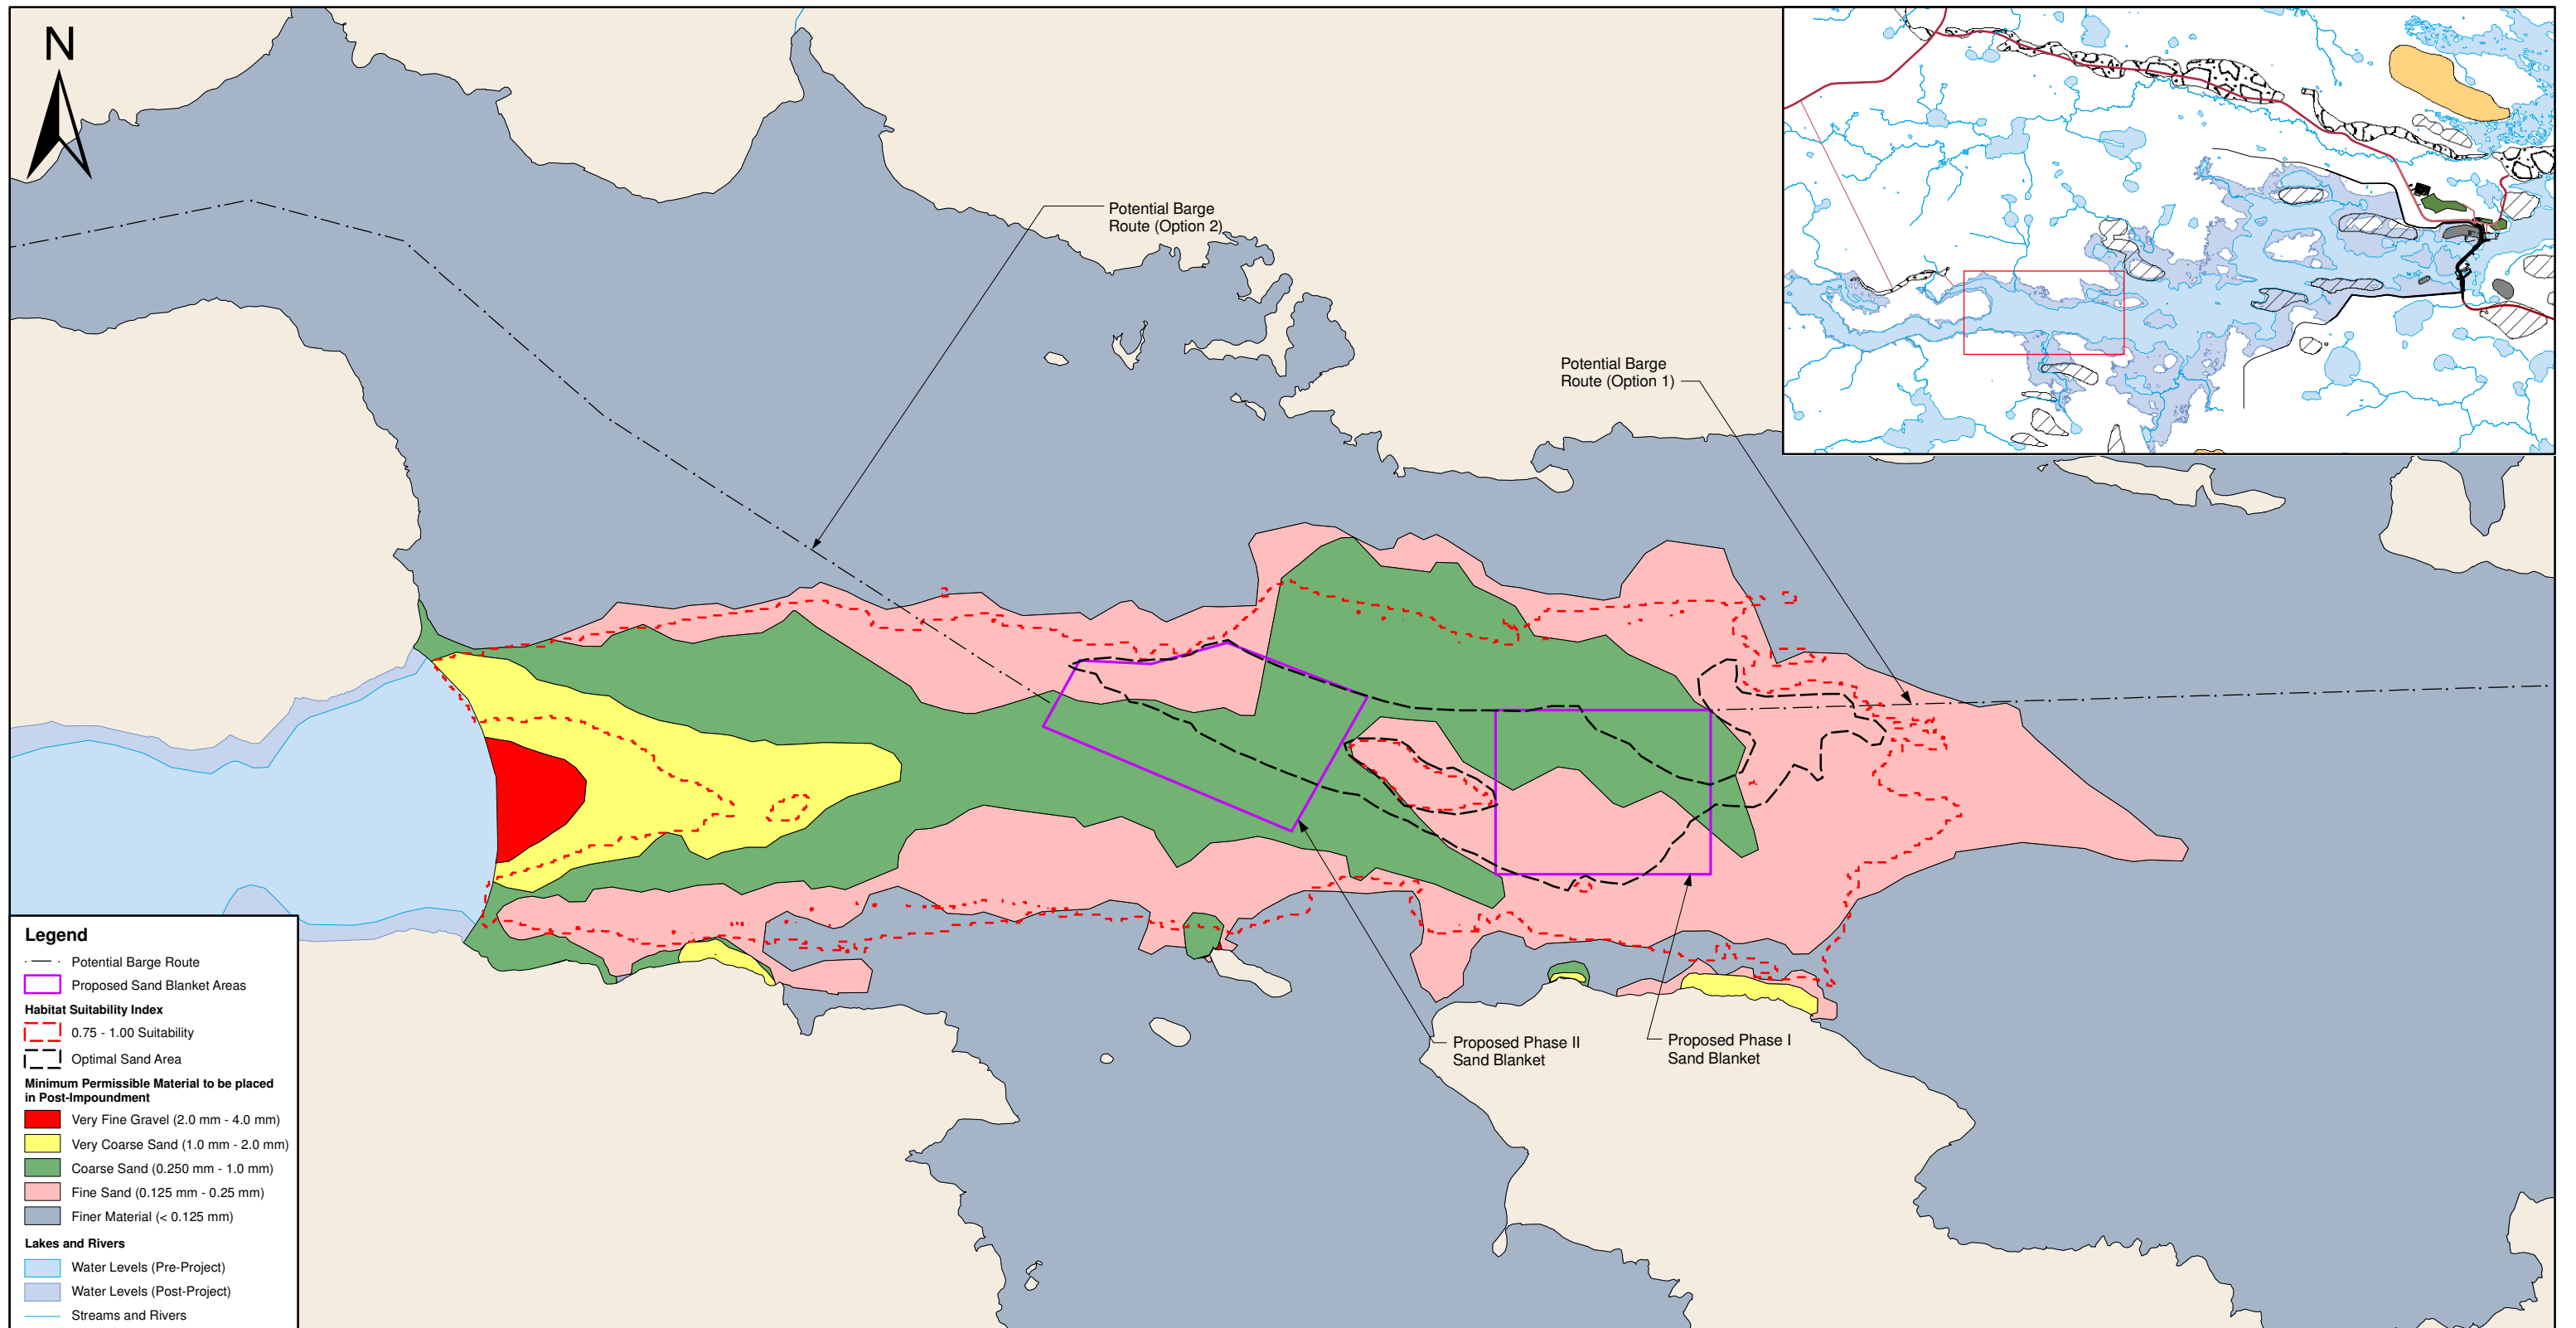 N
Potential Barge
Route (Option 2)
Potential Barge
Route (Option 1)
Proposed Phase II
Sand Blanket
Proposed Phase I
Sand Blanket
Legend
Potential Barge Route
Proposed Sand Blanket Areas
Habitat Suitability Index
0.75 - 1.00 Suitability
Optimal Sand Area
Minimum Permissible Material to be placed
in Post-Impoundment
Very Fine Gravel (2.0 mm - 4.0 mm)
Very Coarse Sand (1.0 mm - 2.0 mm)
Coarse Sand (0.250 mm - 1.0 mm)
Fine Sand (0.125 mm - 0.25 mm)
Finer Material (< 0.125 mm)
Lakes and Rivers
Water Levels (Pre-Project)
Water Levels (Post-Project)
Streams and Rivers